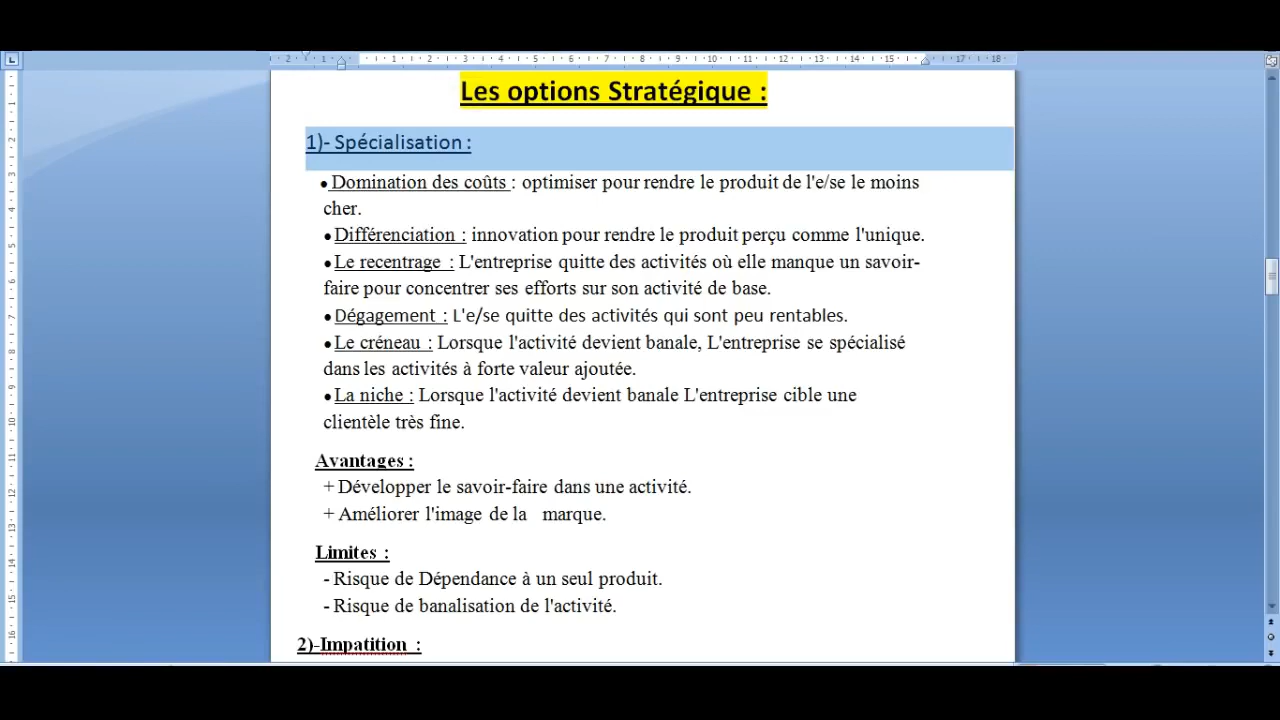 Les options Stratégique :
1)- Spécialisation :
• Domination des coûts : optimiser pour rendre le produit de l'e/se le moins
cher.
• Différenciation : innovation pour rendre le produit perçu comme l'unique.
• Le recentrage : L'entreprise quitte des activités où elle manque un savoir-
faire pour concentrer ses efforts sur son activité de base.
• Dégagement : L'e/se quitte des activités qui sont peu rentables.
• Le créneau : Lorsque l'activité devient banale, L'entreprise se spécialisé
dans les activités à forte valeur ajoutée.
• La niche : Lorsque l'activité devient banale L'entreprise cible une
clientèle très fine.
Avantages :
+ Développer le savoir-faire dans une activité.
+ Améliorer l'image de la marque.
Limites :
- Risque de Dépendance à un seul produit.
- Risque de banalisation de l'activité.
2)-Impatition :